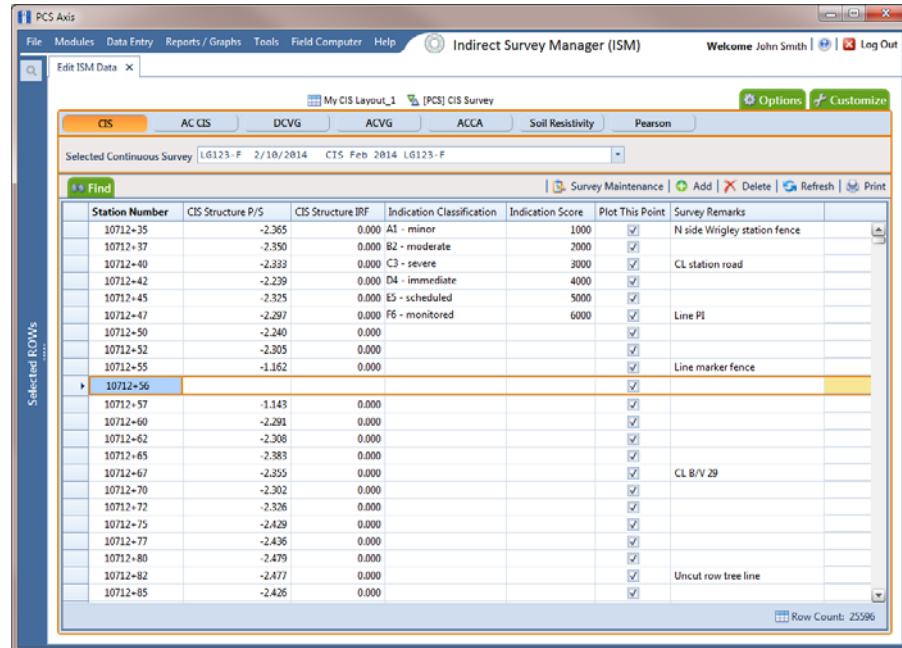 PCS Axis
File Modules Data Entry Reports / Graphs Tools Field Computer Help Indirect Survey Manager (ISM) Welcome John Smith Log Out
Edit ISM Data X
My CIS Layout_1 [PCS] CIS Survey Options Customize
CIS AC CIS DCVG ACVG ACCA Soil Resistivity Pearson
Selected Continuous Survey LG123-F 2/10/2014 CIS Feb 2014 LG123-F
Find Survey Maintenance Add Delete Refresh Print
Station Number CIS Structure P/S CIS Structure IRF Indication Classification Indication Score Plot This Point Survey Remarks
10712+35 -2.365 0.000 A1 - minor 1000 N side Wrigley station fence
10712+37 -2.350 0.000 B2 - moderate 2000
10712+40 -2.333 0.000 C3 - severe 3000 CL station road
10712+42 -2.239 0.000 D4 - immediate 4000
10712+45 -2.325 0.000 E5 - scheduled 5000
10712+47 -2.297 0.000 F6 - monitored 6000 Line PI
10712+50 -2.240 0.000
10712+52 -2.305 0.000
10712+55 -1.162 0.000 Line marker fence
10712+56
10712+57 -1.143 0.000
10712+60 -2.291 0.000
10712+62 -2.308 0.000
10712+65 -2.383 0.000
10712+67 -2.355 0.000 CL B/V 29
10712+70 -2.302 0.000
10712+72 -2.326 0.000
10712+75 -2.429 0.000
10712+77 -2.436 0.000
10712+80 -2.479 0.000
10712+82 -2.477 0.000 Uncut row tree line
10712+85 -2.426 0.000
Row Count: 25596
Selected ROWs